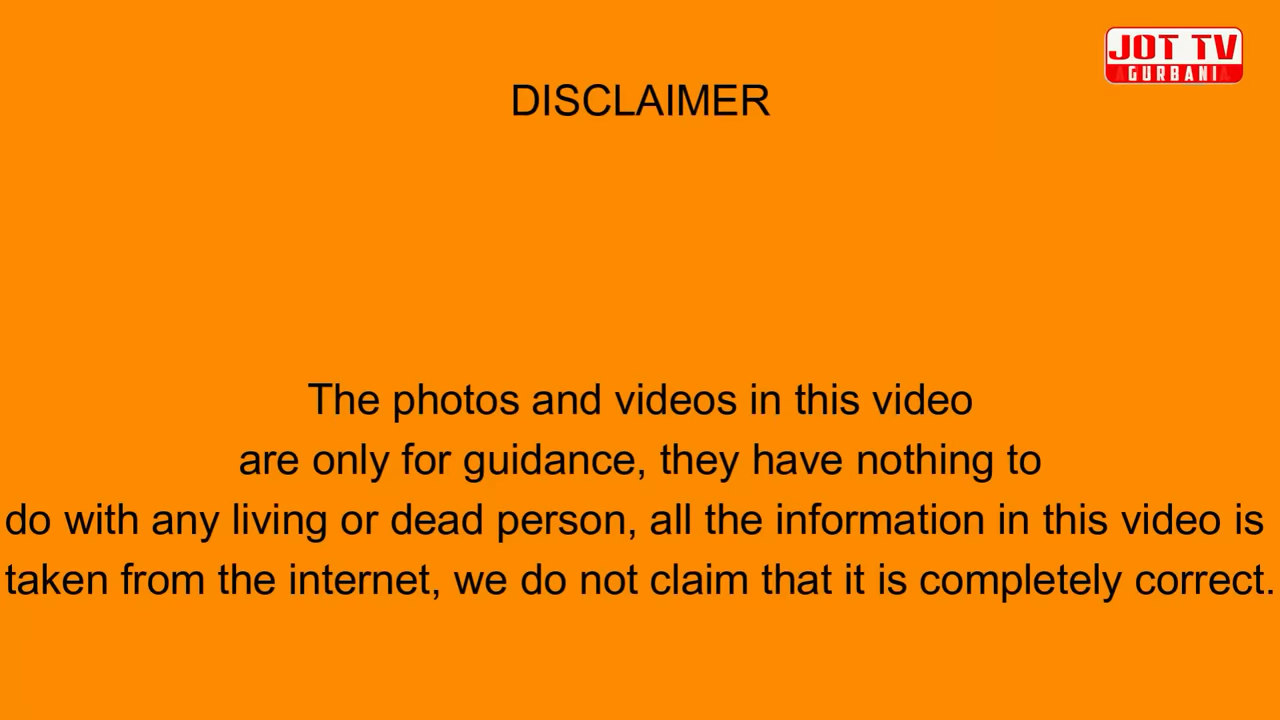 JOT TV
GURBANI
DISCLAIMER
The photos and videos in this video
are only for guidance, they have nothing to
do with any living or dead person, all the information in this video is
taken from the internet, we do not claim that it is completely correct.